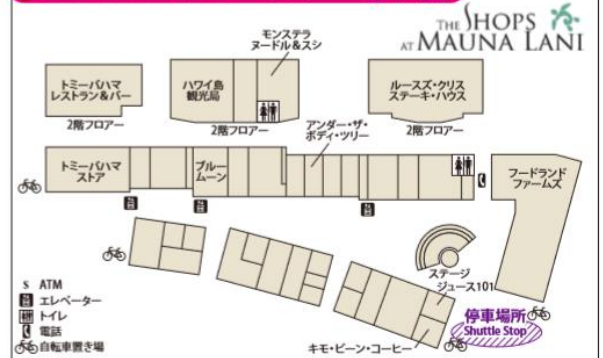 THE SHOPS
AT MAUNA LANI
モンステラ
ヌードル&スシ
トミーバハマ
レストラン&バー
ハワイ島
観光局
ルースズ・クリス
ステーキ・ハウス
2階フロアー
2階フロアー
2階フロアー
アンダー・ザ・
ボディ・ツリー
トミーバハマ
ストア
ブルー
ムーン
フードランド
ファームズ
ステージ
ジュース101
停車場所
Shuttle Stop
キモ・ビーン・コーヒー
S ATM
エレベーター
トイレ
電話
自転車置き場